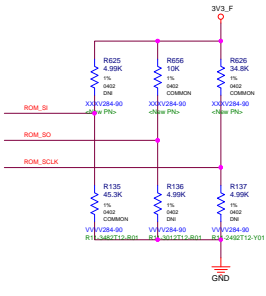 3V3_F
R625 R656 R626
4.99K 10K 34.8K
1% 1% 1%
0402 0402 0402
DNI COMMON COMMON
XXXV284-90 XXXV284-90 XXXV284-90
<New PN> <New PN> <New PN>
ROM_SI
ROM_SO
ROM_SCLK
R135 R136 R137
45.3K 4.99K 4.99K
1% 1% 1%
0402 0402 0402
COMMON COMMON DNI
VVVV284-90 VVVV284-90 VVVV284-90
GND